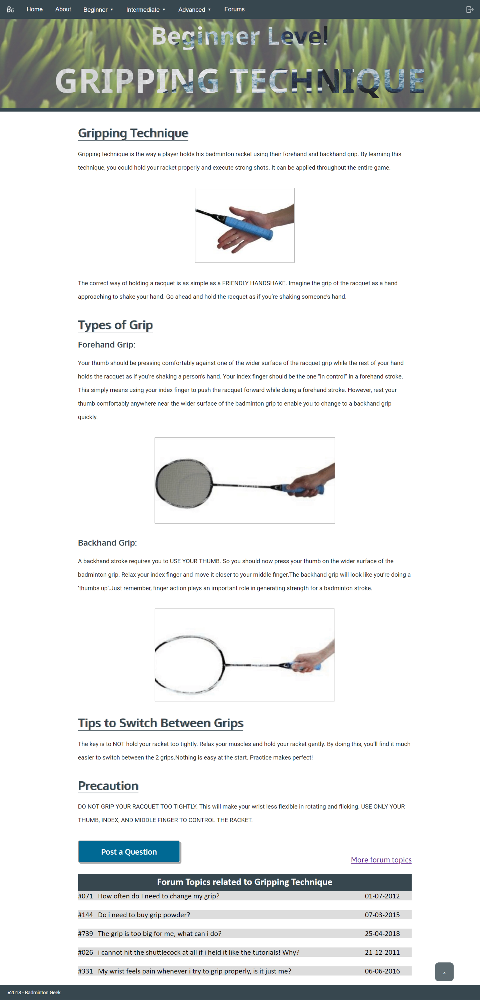 BG Home About Beginner ▼ Intermediate ▼ Advanced ▼ Forums
Beginner Level
GRIPPING TECHNIQUE
Gripping Technique
Gripping technique is the way a player holds his badminton racket using their forehand and backhand grip. By learning this
technique, you could hold your racket properly and execute strong shots. It can be applied throughout the entire game.
The correct way of holding a racquet is as simple as a FRIENDLY HANDSHAKE. Imagine the grip of the racquet as a hand
approaching to shake your hand. Go ahead and hold the racquet as if you’re shaking someone’s hand.
Types of Grip
Forehand Grip:
Your thumb should be pressing comfortably against one of the wider surface of the racquet grip while the rest of your hand
holds the racquet as if you’re shaking a person’s hand. Your index finger should be the one “in control” in a forehand stroke.
This simply means using your index finger to push the racquet forward while doing a forehand stroke. However, rest your
thumb comfortably anywhere near the wider surface of the badminton grip to enable you to change to a backhand grip
quickly.
Backhand Grip:
A backhand stroke requires you to USE YOUR THUMB. So you should now press your thumb on the wider surface of the
badminton grip. Relax your index finger and move it closer to your middle finger.The backhand grip will look like you’re doing a
‘thumbs up’.Just remember, finger action plays an important role in generating strength for a badminton stroke.
Tips to Switch Between Grips
The key is to NOT hold your racket too tightly. Relax your muscles and hold your racket gently. By doing this, you’ll find it much
easier to switch between the 2 grips.Nothing is easy at the start. Practice makes perfect!
Precaution
DO NOT GRIP YOUR RACQUET TOO TIGHTLY. This will make your wrist less flexible in rotating and flicking. USE ONLY YOUR
THUMB, INDEX, AND MIDDLE FINGER TO CONTROL THE RACKET.
Post a Question
More forum topics
Forum Topics related to Gripping Technique
#071 How often do I need to change my grip? 01-07-2012
#144 Do i need to buy grip powder? 07-03-2015
#739 The grip is too big for me, what can i do? 25-04-2018
#026 i cannot hit the shuttlecock at all if i held it like the tutorials! Why? 21-12-2011
#331 My wrist feels pain whenever i try to grip properly, is it just me? 06-06-2016
♠2018 - Badminton Geek